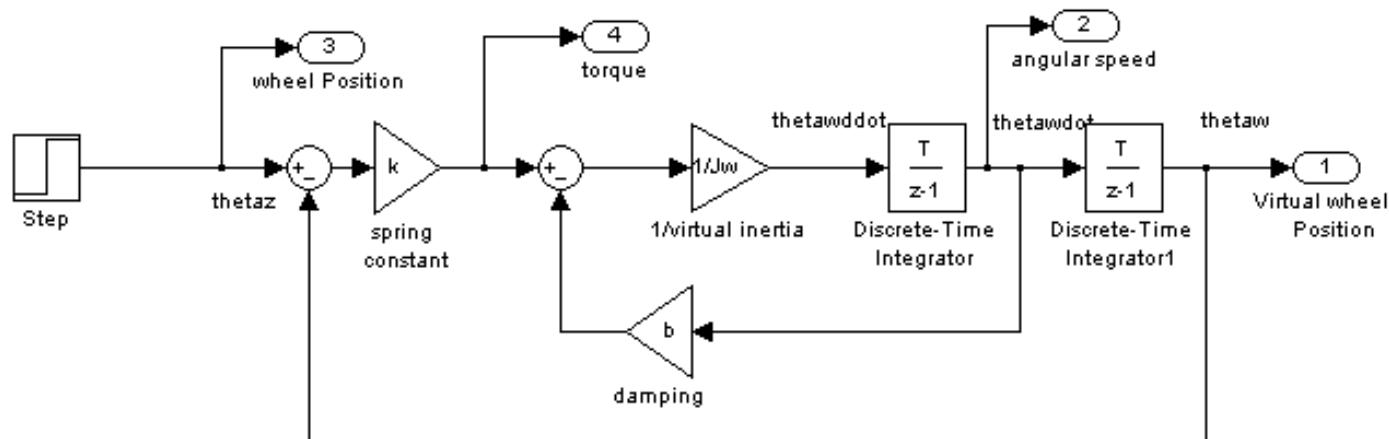 3
wheel Position
4
torque
2
angular speed
Step
thetaz
+
_
k
spring
constant
+
_
1/Jw
1/virtual inertia
thetawddot
T
z-1
Discrete-Time
Integrator
thetawdot
T
z-1
Discrete-Time
Integrator1
thetaw
1
Virtual wheel
Position
b
damping